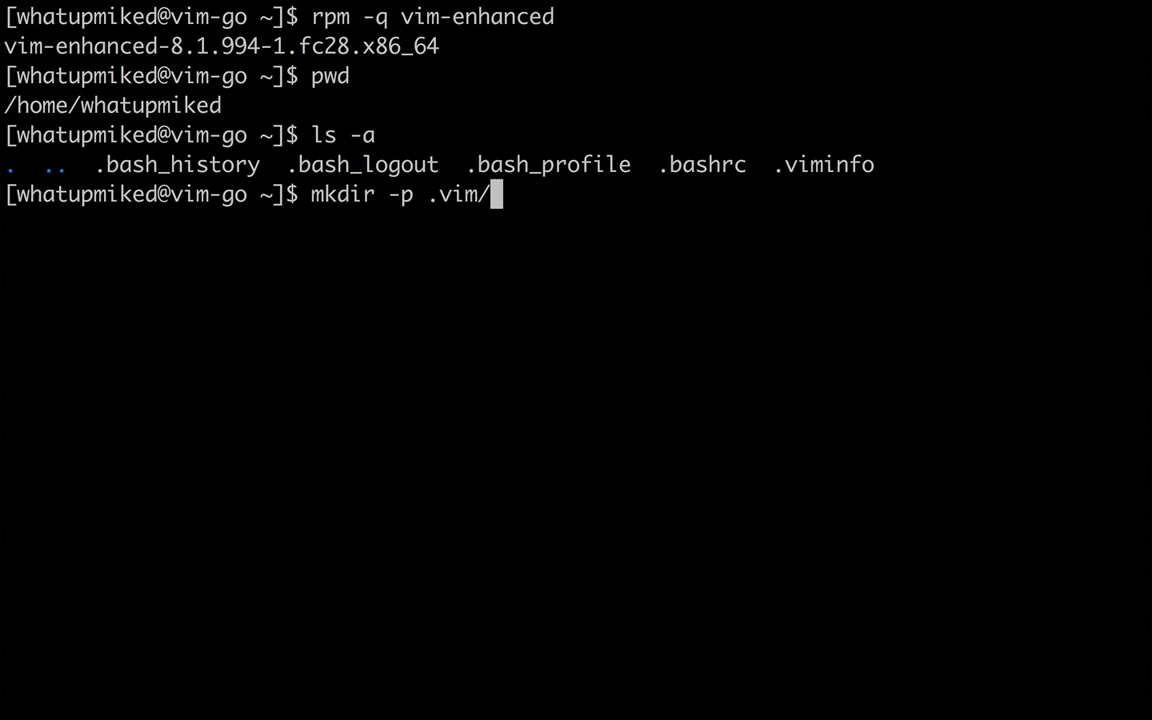 [whatupmiked@vim-go ~]$ rpm -q vim-enhanced
vim-enhanced-8.1.994-1.fc28.x86_64
[whatupmiked@vim-go ~]$ pwd
/home/whatupmiked
[whatupmiked@vim-go ~]$ ls -a
.  ..  .bash_history  .bash_logout  .bash_profile  .bashrc  .viminfo
[whatupmiked@vim-go ~]$ mkdir -p .vim/